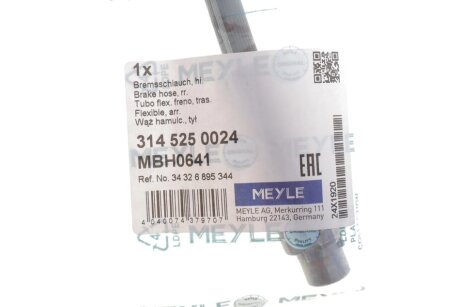 1x
Bremsschlauch, hi.
Brake hose, rr.
Tubo flex. freno, tras.
Flexible, arr.
Wąż hamulc., tył
314 525 0024
MBH0641
Ref. No. 34 32 6 895 344
EAC
MEYLE
4 040074 379707
MEYLE AG, Merkurring 111
Hamburg 22143, Germany
24X1920
MEYLE
MEYLE